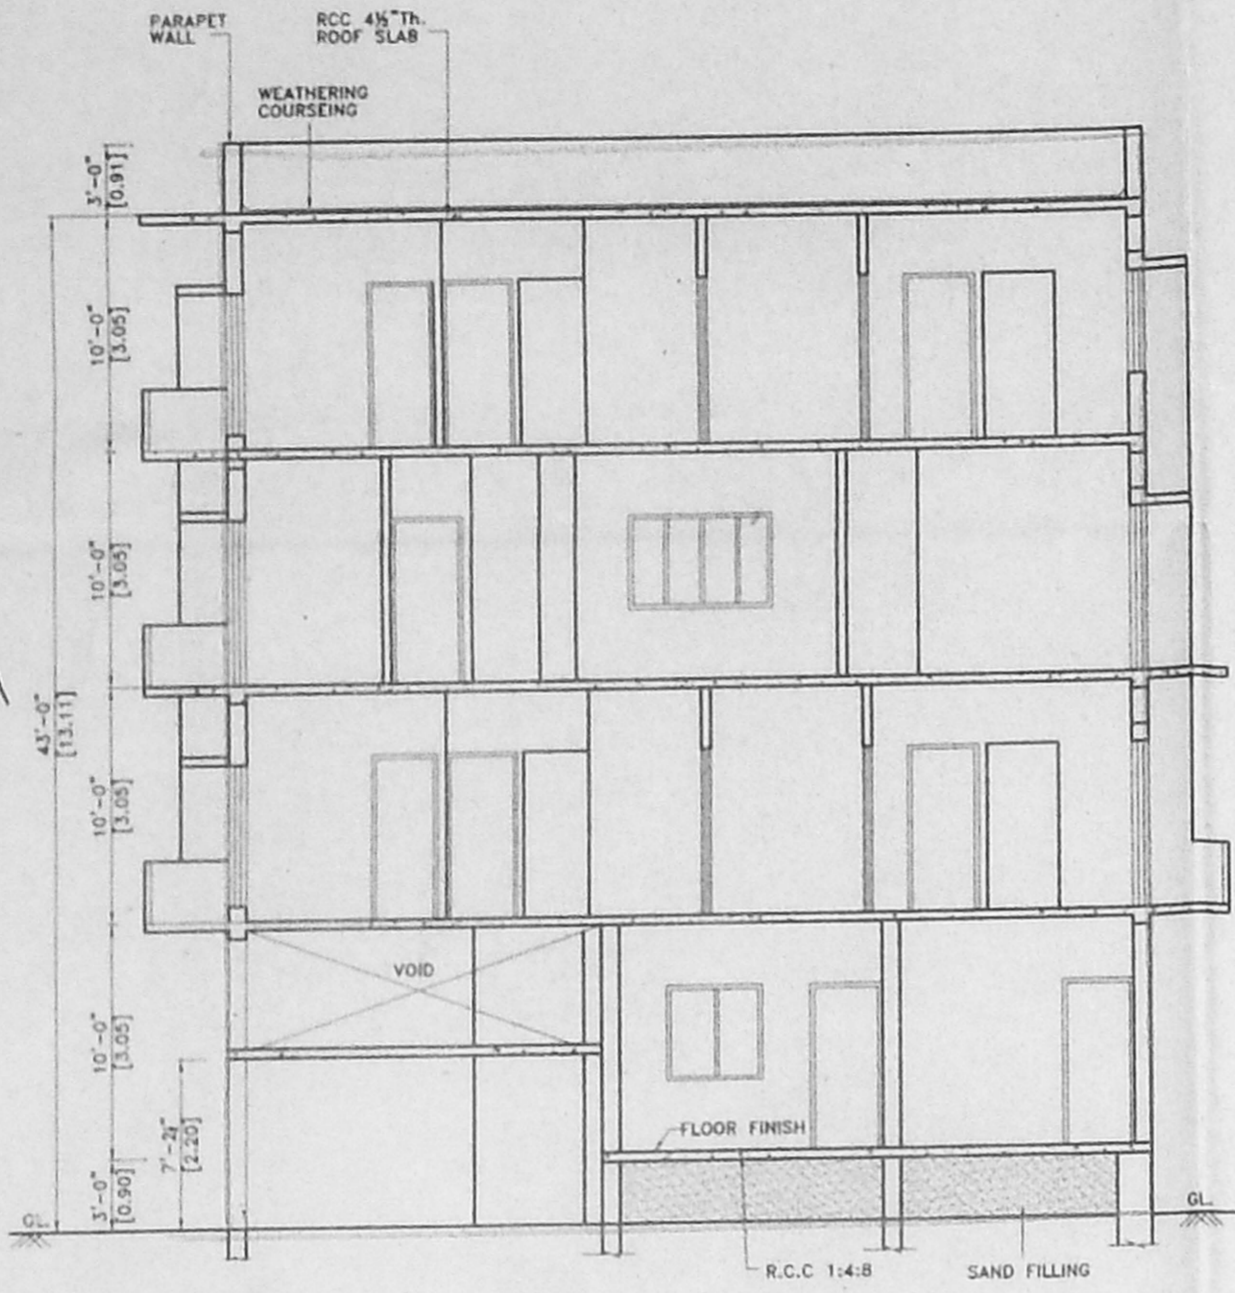 PARAPET
WALL
RCC 4½"Th.
ROOF SLAB
WEATHERING
COURSEING
3'-0"
[0.91]
10'-0"
[3.05]
10'-0"
[3.05]
43'-0"
[13.11]
10'-0"
[3.05]
VOID
10'-0"
[3.05]
7'-2¾"
[2.20]
FLOOR FINISH
3'-0"
[0.90]
GL
GL.
R.C.C 1:4:8
SAND FILLING